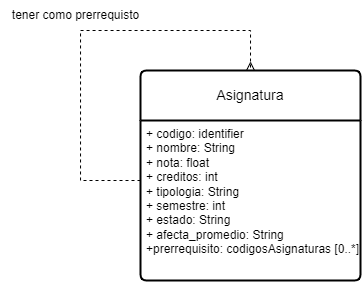 tener como prerrequisto
Asignatura
+ codigo: identifier
+ nombre: String
+ nota: float
+ creditos: int
+ tipologia: String
+ semestre: int
+ estado: String
+ afecta_promedio: String
+prerrequisito: codigosAsignaturas [0..*]